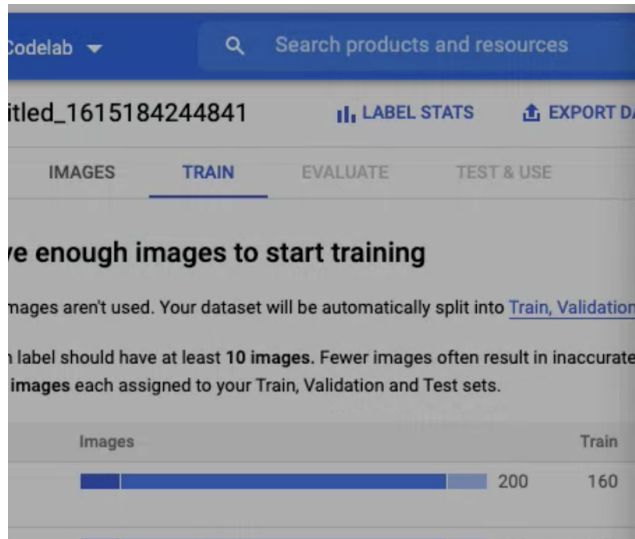 Codelab
Search products and resources
itled_1615184244841
LABEL STATS
EXPORT DA
IMAGES
TRAIN
EVALUATE
TEST & USE
ve enough images to start training
mages aren't used. Your dataset will be automatically split into Train, Validation
n label should have at least 10 images. Fewer images often result in inaccurate
images each assigned to your Train, Validation and Test sets.
Images
Train
200
160